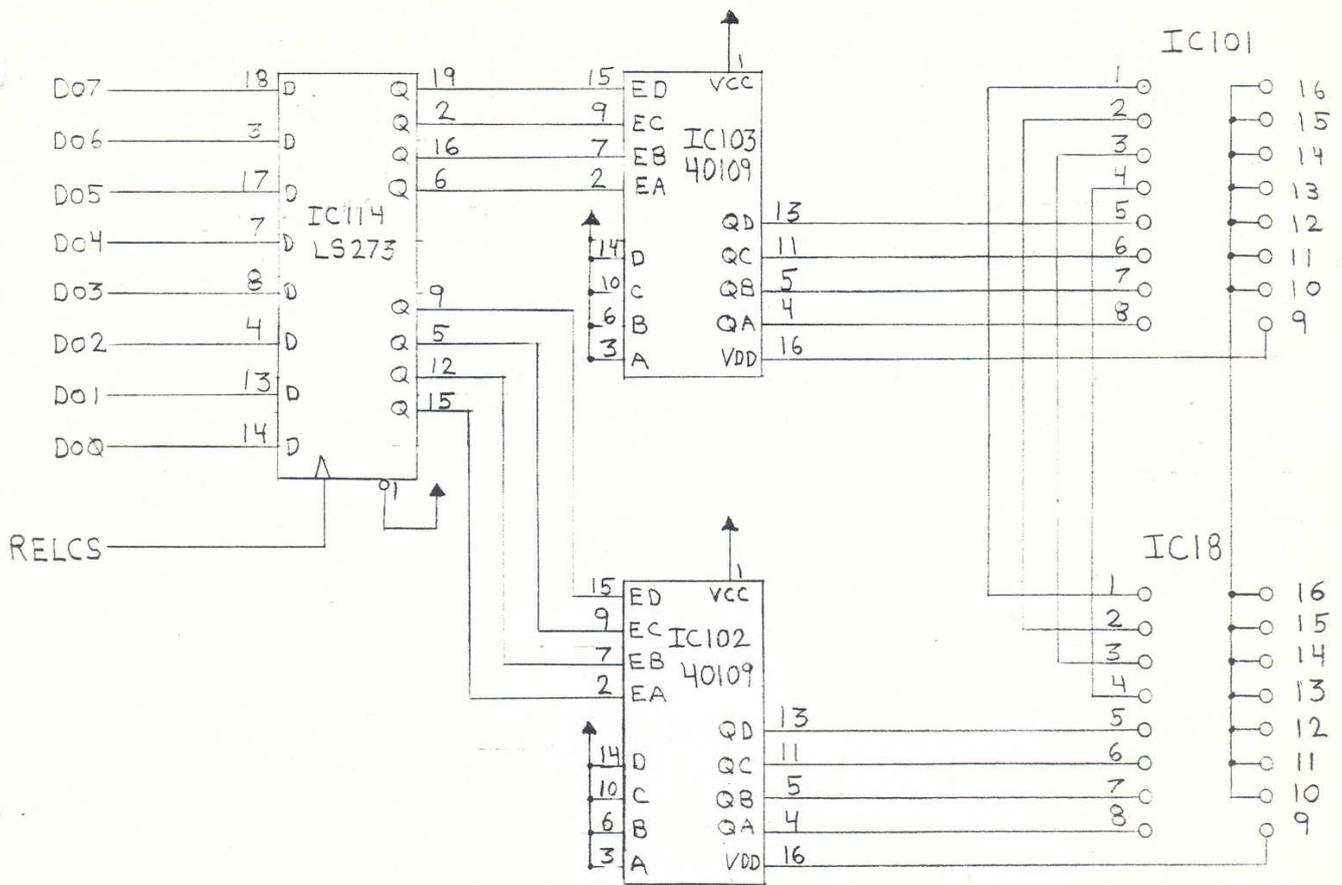 IC101
DO7 18 D Q 19 15 ED VCC 1
DO6 3 D Q 2 9 EC
DO5 17 D Q 16 7 EB
DO4 7 D Q 6 2 EA
DO3 8 D Q 9
DO2 4 D Q 5
DO1 13 D Q 12
DO0 14 D Q 15
IC114
LS273
1
RELCS
IC103
40109
14 D QD 13
10 C QC 11
6 B QB 5
3 A QA 4
VDD 16
1 16
2 15
3 14
4 13
5 12
6 11
7 10
8 9
IC18
15 ED VCC 1
9 EC
7 EB
2 EA
IC102
40109
14 D QD 13
10 C QC 11
6 B QB 5
3 A QA 4
VDD 16
1 16
2 15
3 14
4 13
5 12
6 11
7 10
8 9